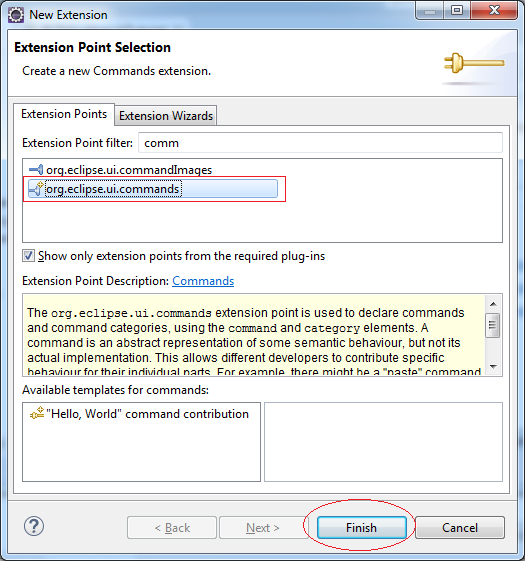 New Extension
Extension Point Selection
Create a new Commands extension.
Extension Points
Extension Wizards
Extension Point filter: comm
org.eclipse.ui.commandImages
org.eclipse.ui.commands
Show only extension points from the required plug-ins
Extension Point Description: Commands
The org.eclipse.ui.commands extension point is used to declare commands
and command categories, using the command and category elements. A
command is an abstract representation of some semantic behaviour, but not its
actual implementation. This allows different developers to contribute specific
behaviour for their individual parts. For example, there might be a "paste" command
Available templates for commands:
"Hello, World" command contribution
?
< Back
Next >
Finish
Cancel